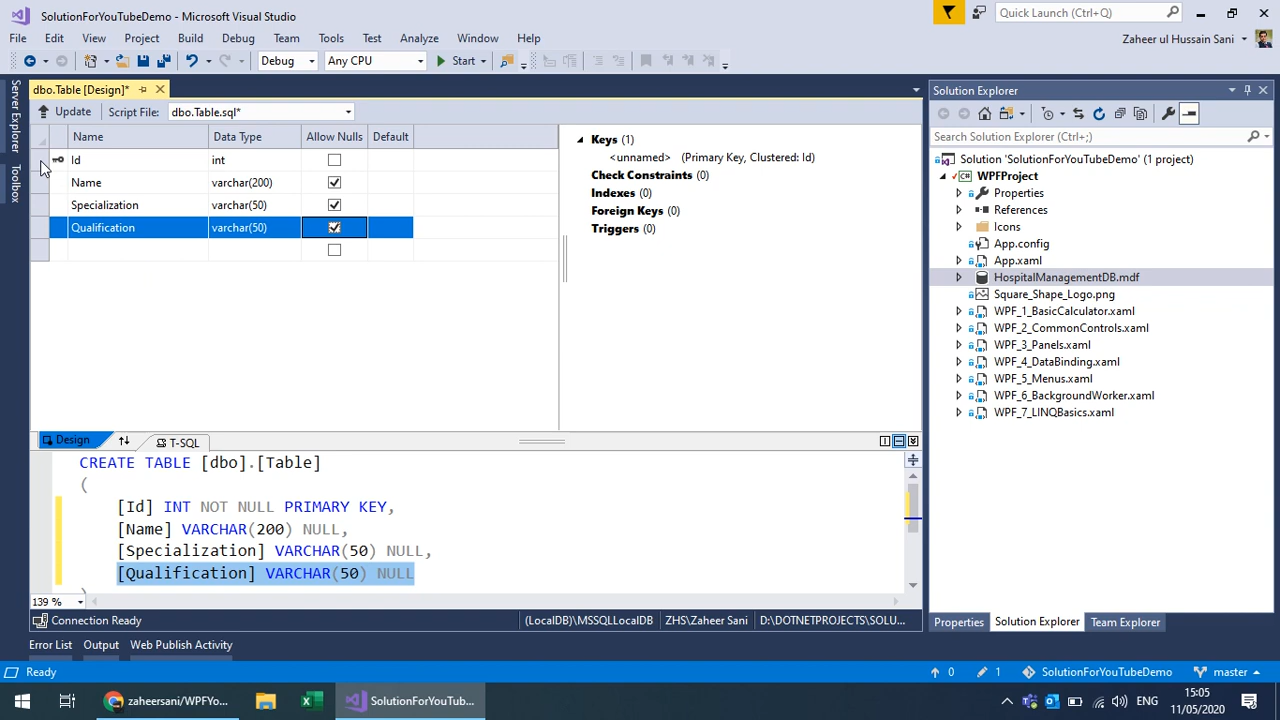 SolutionForYouTubeDemo - Microsoft Visual Studio
Quick Launch (Ctrl+Q)
File Edit View Project Build Debug Team Tools Test Analyze Window Help
Zaheer ul Hussain Sani
Debug Any CPU Start
Server Explorer
Toolbox
dbo.Table [Design]*
Update Script File: dbo.Table.sql*
Name Data Type Allow Nulls Default
Id int
Name varchar(200)
Specialization varchar(50)
Qualification varchar(50)
Keys (1)
<unnamed> (Primary Key, Clustered: Id)
Check Constraints (0)
Indexes (0)
Foreign Keys (0)
Triggers (0)
Design T-SQL
CREATE TABLE [dbo].[Table]
(
[Id] INT NOT NULL PRIMARY KEY,
[Name] VARCHAR(200) NULL,
[Specialization] VARCHAR(50) NULL,
[Qualification] VARCHAR(50) NULL
)
139 %
Connection Ready (LocalDB)\MSSQLLocalDB ZHS\Zaheer Sani D:\DOTNETPROJECTS\SOLU...
Solution Explorer
Search Solution Explorer (Ctrl+;)
Solution 'SolutionForYouTubeDemo' (1 project)
WPFProject
Properties
References
Icons
App.config
App.xaml
HospitalManagementDB.mdf
Square_Shape_Logo.png
WPF_1_BasicCalculator.xaml
WPF_2_CommonControls.xaml
WPF_3_Panels.xaml
WPF_4_DataBinding.xaml
WPF_5_Menus.xaml
WPF_6_BackgroundWorker.xaml
WPF_7_LINQBasics.xaml
Properties Solution Explorer Team Explorer
Error List Output Web Publish Activity
Ready 0 1 SolutionForYouTubeDemo master
zaheersani/WPFYo... SolutionForYouTub... ENG 15:05
11/05/2020